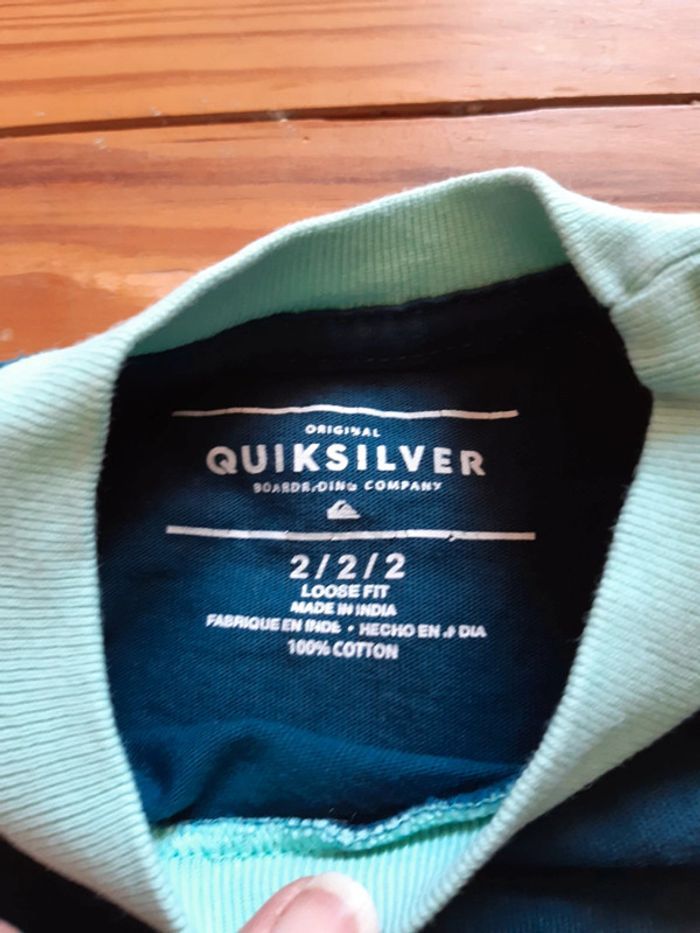 ORIGINAL
QUIKSILVER
BOARDRIDING COMPANY
2/2/2
LOOSE FIT
MADE IN INDIA
FABRIQUE EN INDE • HECHO EN
100% COTTON